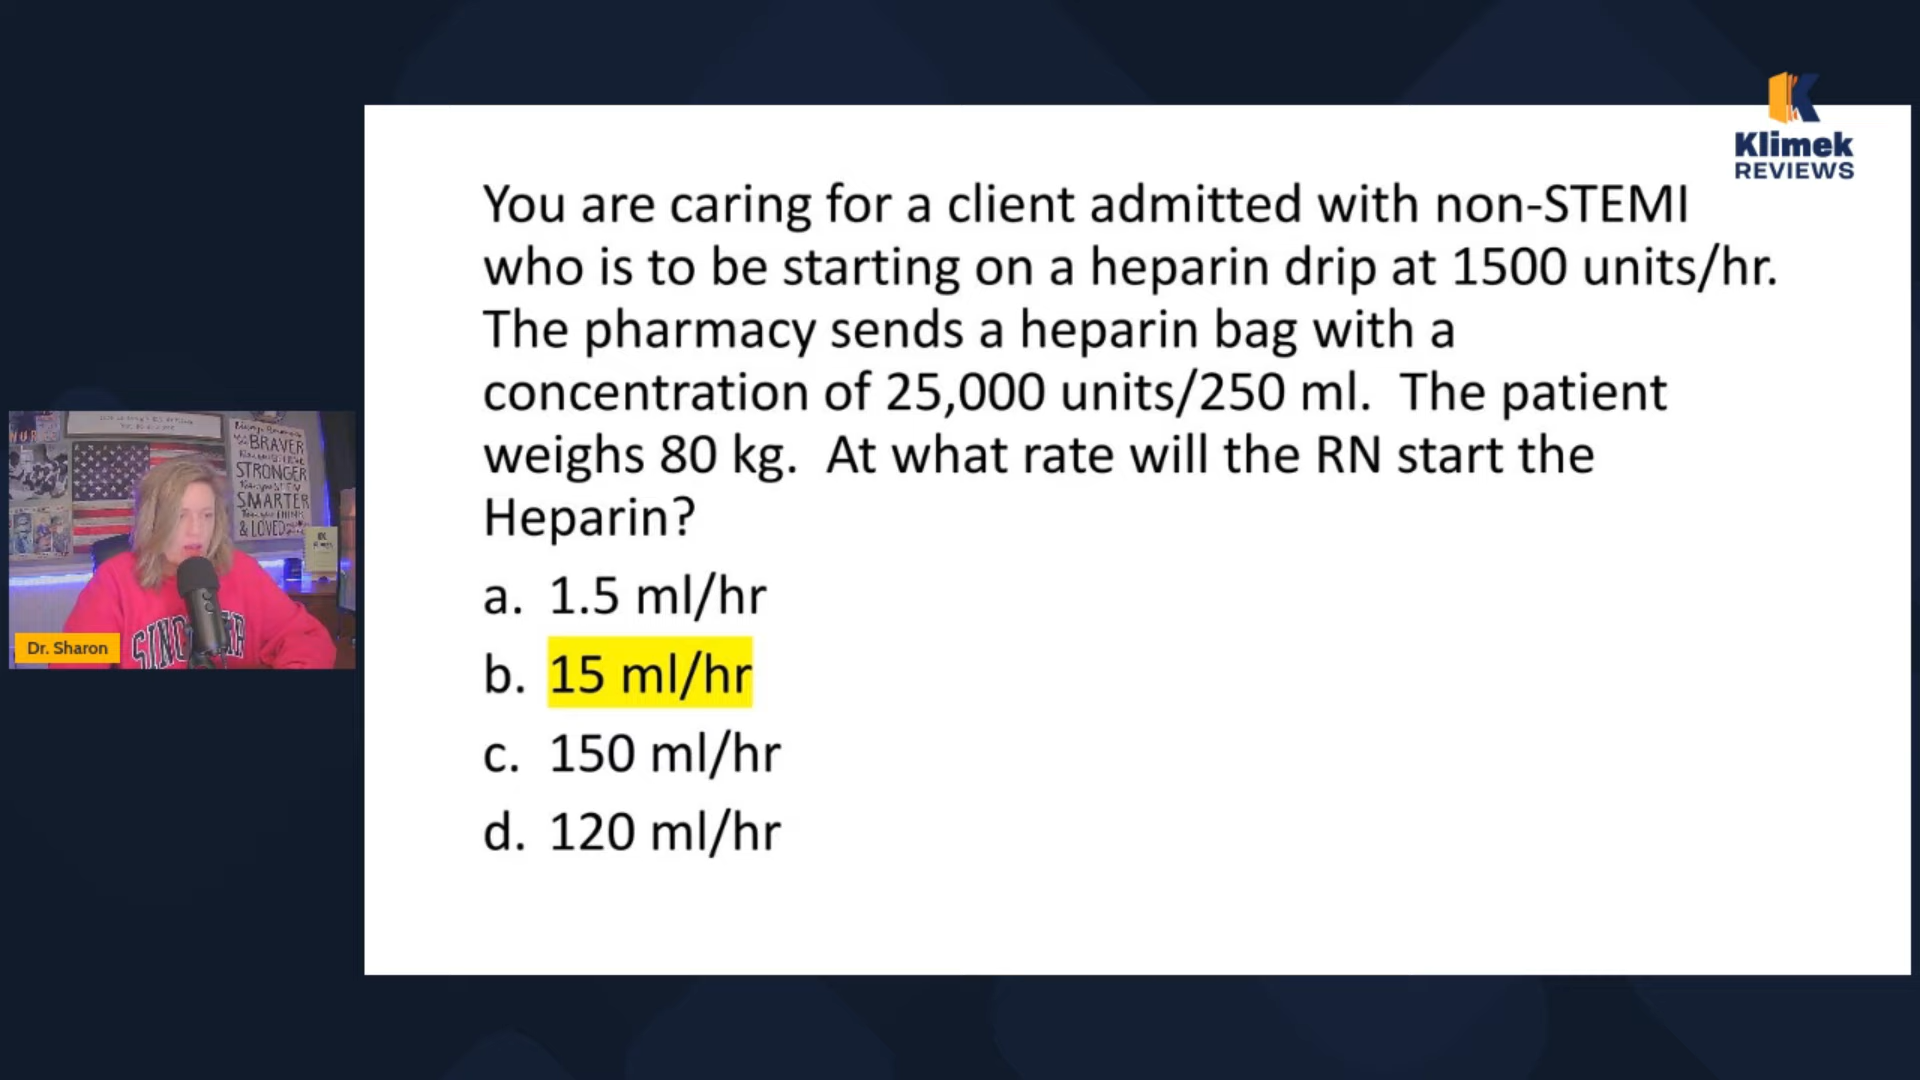 Klimek
REVIEWS
You are caring for a client admitted with non-STEMI
who is to be starting on a heparin drip at 1500 units/hr.
The pharmacy sends a heparin bag with a
concentration of 25,000 units/250 ml. The patient
weighs 80 kg. At what rate will the RN start the
Heparin?
a. 1.5 ml/hr
b. 15 ml/hr
c. 150 ml/hr
d. 120 ml/hr
BRAVER
STRONGER
SMARTER
& LOVED
Dr. Sharon